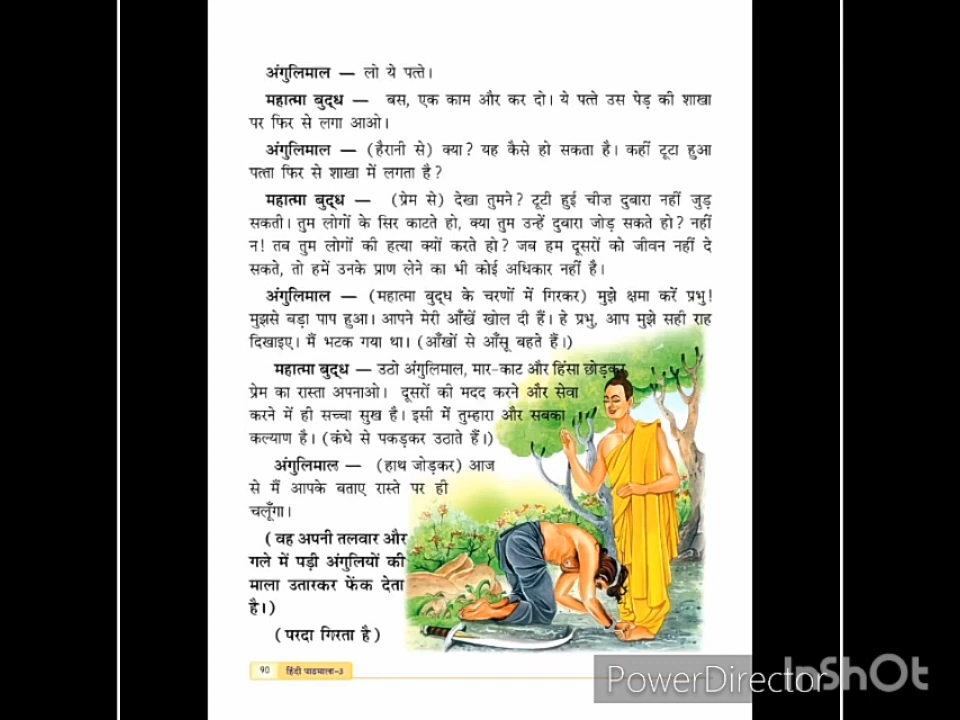 अंगुलिमाल — लो ये पत्ते।
महात्मा बुद्ध — बस, एक काम और कर दो। ये पत्ते उस पेड़ की शाखा
पर फिर से लगा आओ।
अंगुलिमाल — (हैरानी से) क्या? यह कैसे हो सकता है। कहीं टूटा हुआ
पत्ता फिर से शाखा में लगता है?
महात्मा बुद्ध — (प्रेम से) देखा तुमने? टूटी हुई चीज़ दुबारा नहीं जुड़
सकती। तुम लोगों के सिर काटते हो, क्या तुम उन्हें दुबारा जोड़ सकते हो? नहीं
न! तब तुम लोगों की हत्या क्यों करते हो? जब हम दूसरों को जीवन नहीं दे
सकते, तो हमें उनके प्राण लेने का भी कोई अधिकार नहीं है।
अंगुलिमाल — (महात्मा बुद्ध के चरणों में गिरकर) मुझे क्षमा करें प्रभु!
मुझसे बड़ा पाप हुआ। आपने मेरी आँखें खोल दी हैं। हे प्रभु, आप मुझे सही राह
दिखाइए। मैं भटक गया था। (आँखों से आँसू बहते हैं।)
महात्मा बुद्ध — उठो अंगुलिमाल, मार-काट और हिंसा छोड़कर
प्रेम का रास्ता अपनाओ। दूसरों की मदद करने और सेवा
करने में ही सच्चा सुख है। इसी में तुम्हारा और सबका
कल्याण है। (कंधे से पकड़कर उठाते हैं।)
अंगुलिमाल — (हाथ जोड़कर) आज
से मैं आपके बताए रास्ते पर ही
चलूँगा।
(वह अपनी तलवार और
गले में पड़ी अंगुलियों की
माला उतारकर फेंक देता
है।)
(परदा गिरता है)
90 हिंदी पाठमाला-3
PowerDirector
InShOt